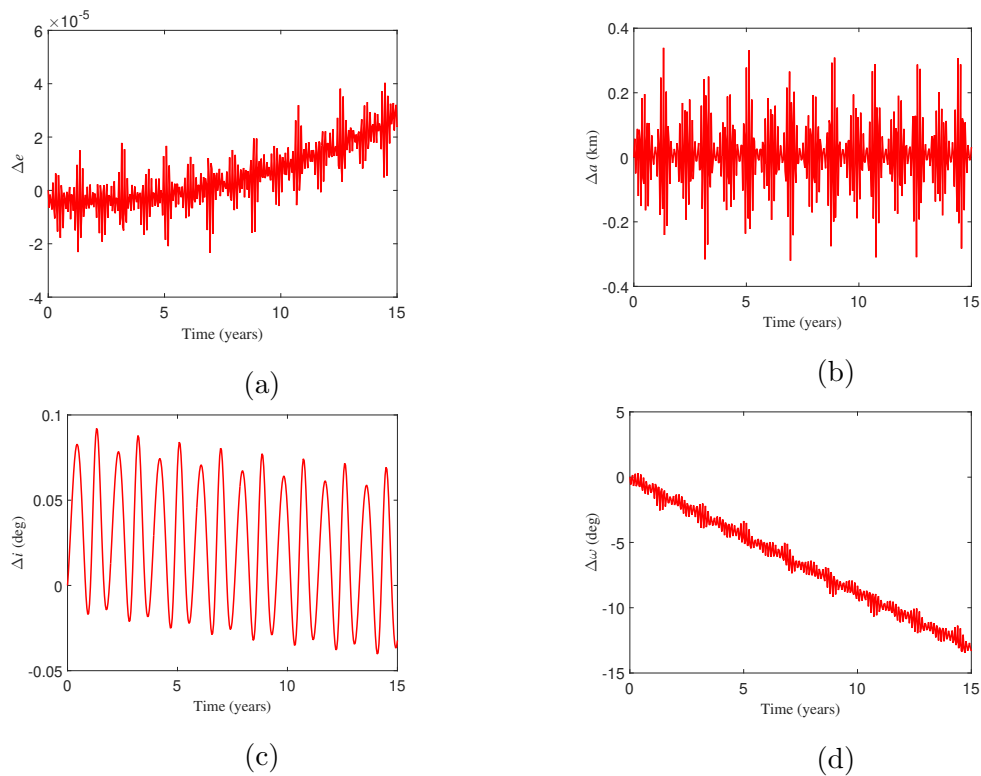 ×10⁻⁵
6
4
2
0
-2
-4
Δe
0 5 10 15
Time (years)
(a)
0.4
0.2
0
-0.2
-0.4
Δa (km)
0 5 10 15
Time (years)
(b)
0.1
0.05
0
-0.05
Δi (deg)
0 5 10 15
Time (years)
(c)
5
0
-5
-10
-15
Δω (deg)
0 5 10 15
Time (years)
(d)